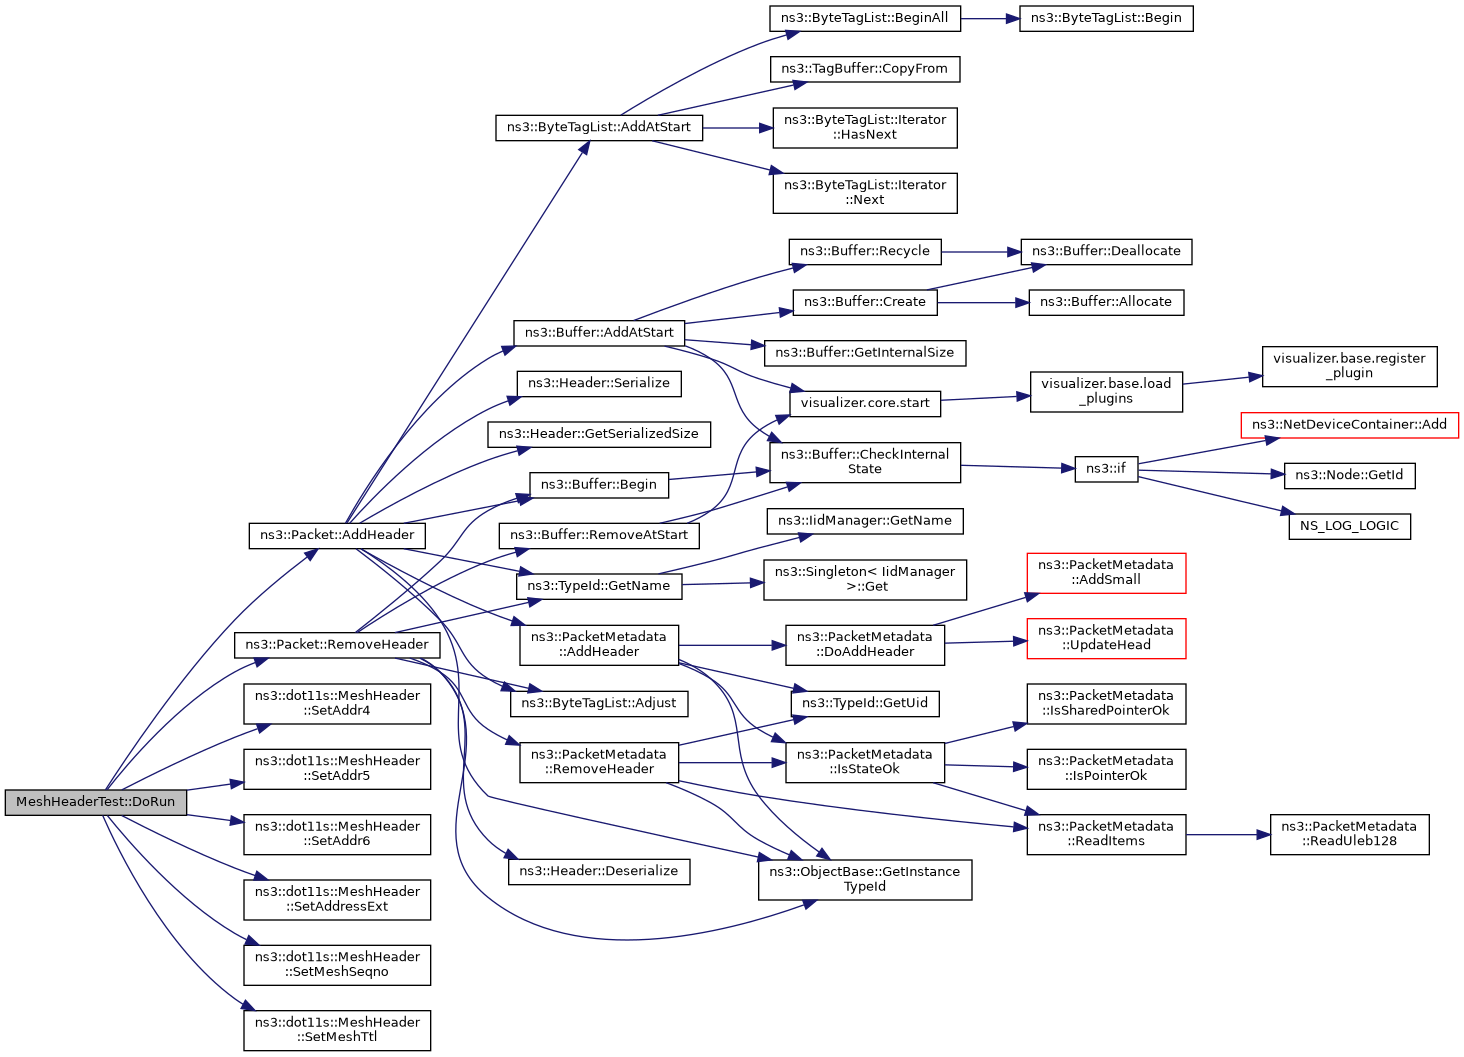 MeshHeaderTest::DoRun
ns3::Packet::AddHeader
ns3::Packet::RemoveHeader
ns3::dot11s::MeshHeader
::SetAddr4
ns3::dot11s::MeshHeader
::SetAddr5
ns3::dot11s::MeshHeader
::SetAddr6
ns3::dot11s::MeshHeader
::SetAddressExt
ns3::dot11s::MeshHeader
::SetMeshSeqno
ns3::dot11s::MeshHeader
::SetMeshTtl
ns3::ByteTagList::AddAtStart
ns3::Buffer::AddAtStart
ns3::Header::Serialize
ns3::Header::GetSerializedSize
ns3::Buffer::Begin
ns3::Buffer::RemoveAtStart
ns3::TypeId::GetName
ns3::PacketMetadata
::AddHeader
ns3::ByteTagList::Adjust
ns3::PacketMetadata
::RemoveHeader
ns3::Header::Deserialize
ns3::ByteTagList::BeginAll
ns3::TagBuffer::CopyFrom
ns3::ByteTagList::Iterator
::HasNext
ns3::ByteTagList::Iterator
::Next
ns3::Buffer::Recycle
ns3::Buffer::Create
ns3::Buffer::GetInternalSize
visualizer.core.start
ns3::Buffer::CheckInternal
State
ns3::IidManager::GetName
ns3::Singleton< IidManager
>::Get
ns3::PacketMetadata
::DoAddHeader
ns3::TypeId::GetUid
ns3::PacketMetadata
::IsStateOk
ns3::ObjectBase::GetInstance
TypeId
ns3::ByteTagList::Begin
ns3::Buffer::Deallocate
ns3::Buffer::Allocate
visualizer.base.load
_plugins
ns3::if
ns3::PacketMetadata
::AddSmall
ns3::PacketMetadata
::UpdateHead
ns3::PacketMetadata
::IsSharedPointerOk
ns3::PacketMetadata
::IsPointerOk
ns3::PacketMetadata
::ReadItems
visualizer.base.register
_plugin
ns3::NetDeviceContainer::Add
ns3::Node::GetId
NS_LOG_LOGIC
ns3::PacketMetadata
::ReadUleb128